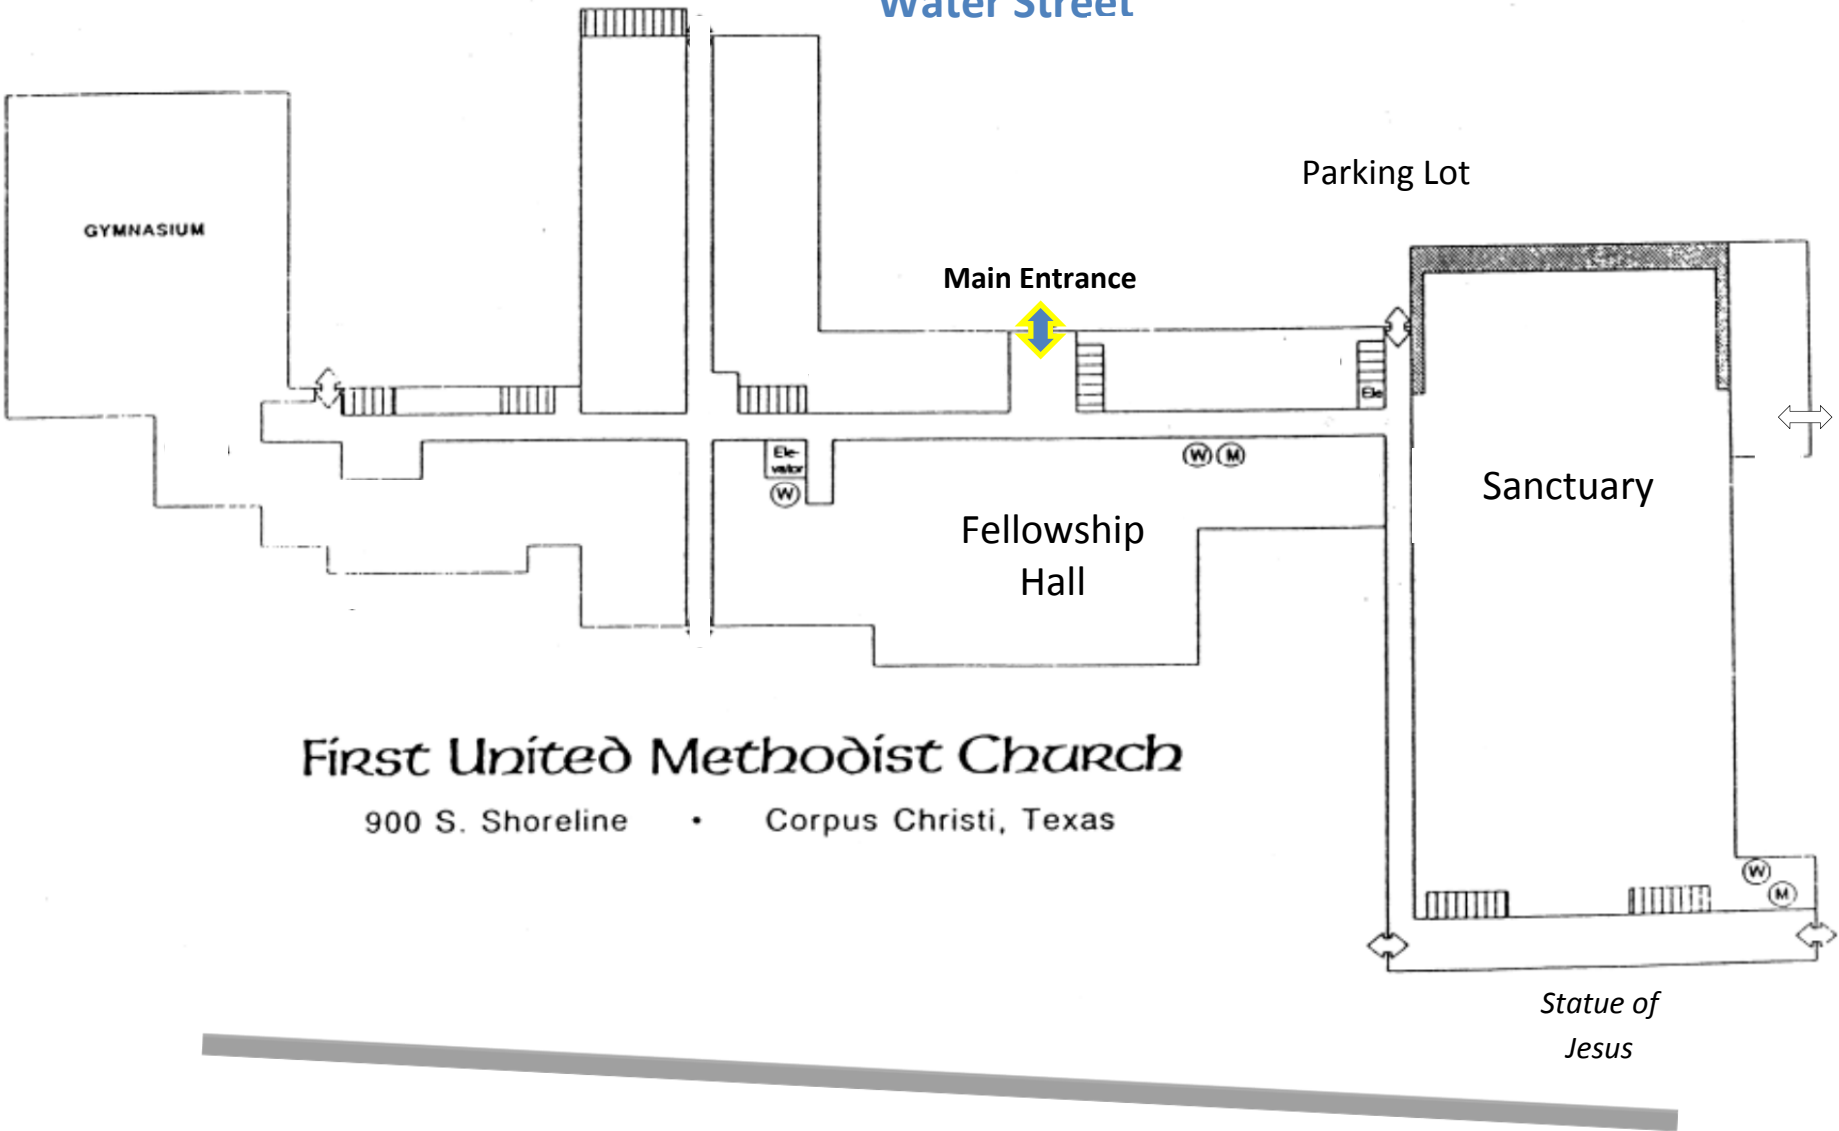 Water Street
Parking Lot
GYMNASIUM
Main Entrance
Ele
Ele-
vator
W
W M
Sanctuary
Fellowship
Hall
First United Methodist Church
900 S. Shoreline • Corpus Christi, Texas
W
M
Statue of
Jesus